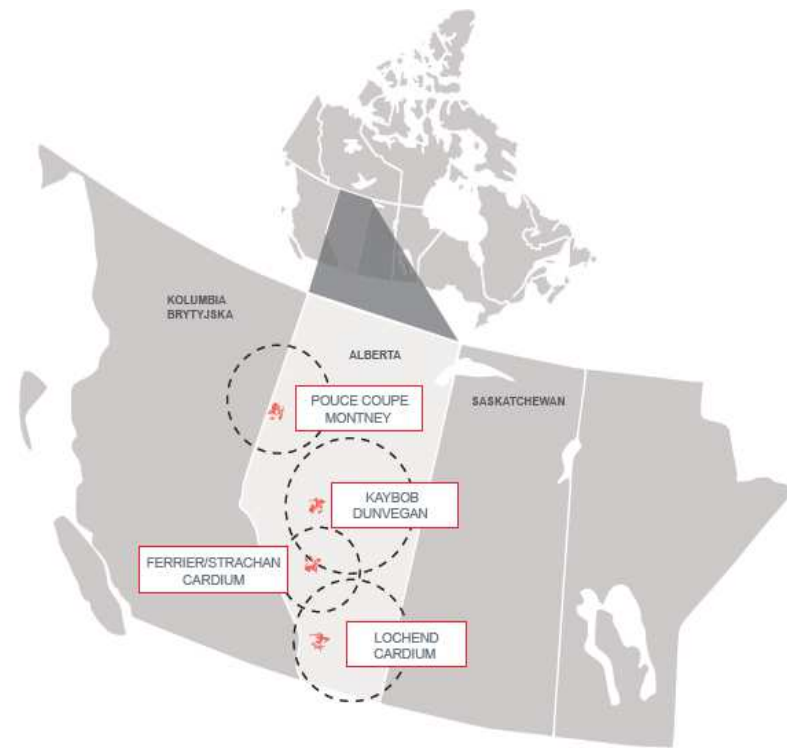 KOLUMBIA
BRYTYJSKA
ALBERTA
SASKATCHEWAN
POUCE COUPE
MONTNEY
KAYBOB
DUNVEGAN
FERRIER/STRACHAN
CARDIUM
LOCHEND
CARDIUM